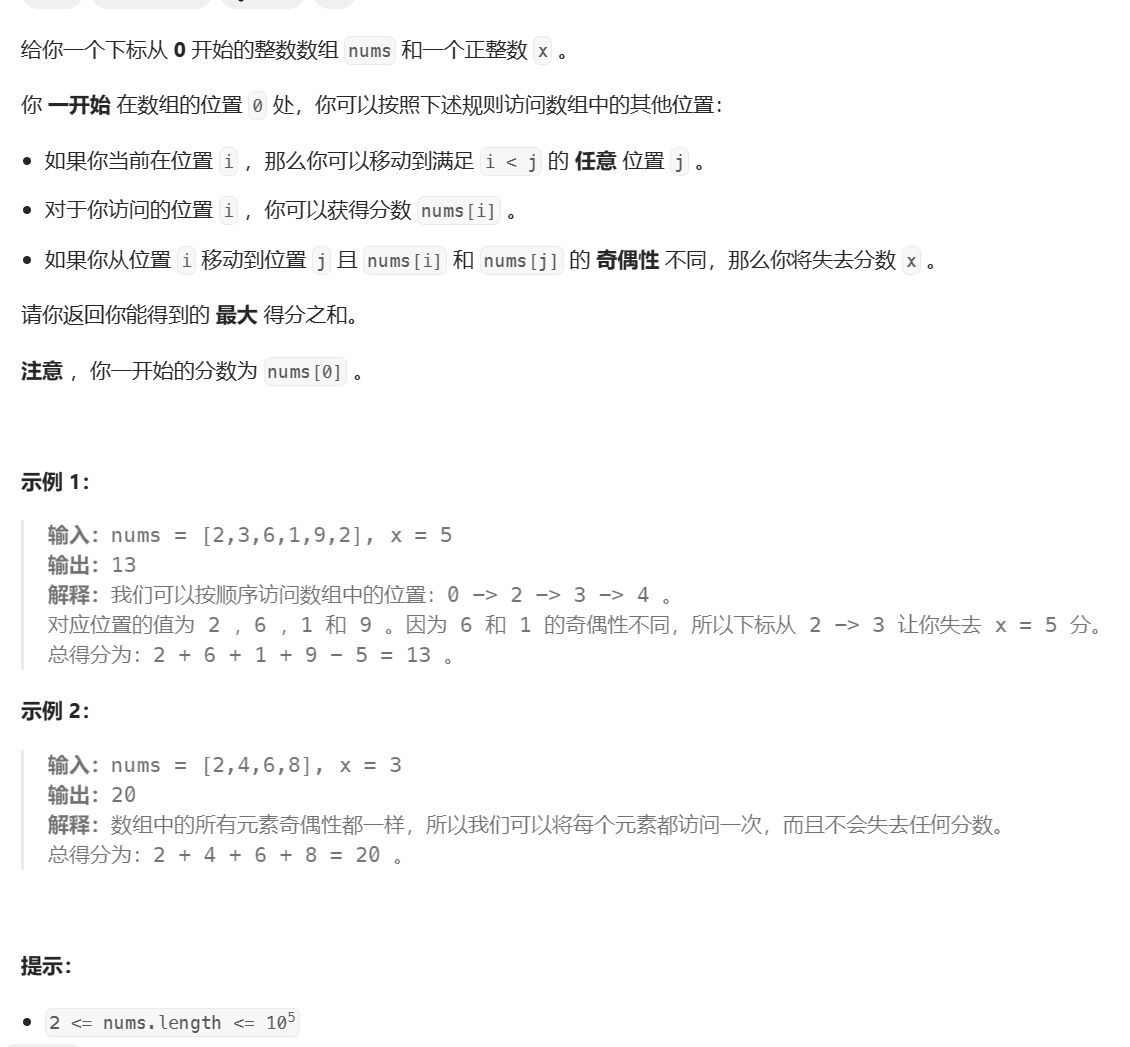 给你一个下标从 0 开始的整数数组 nums 和一个正整数 x 。
你 一开始 在数组的位置 0 处，你可以按照下述规则访问数组中的其他位置：
• 如果你当前在位置 i ，那么你可以移动到满足 i < j 的 任意 位置 j 。
• 对于你访问的位置 i ，你可以获得分数 nums[i] 。
• 如果你从位置 i 移动到位置 j 且 nums[i] 和 nums[j] 的 奇偶性 不同，那么你将失去分数 x 。
请你返回你能得到的 最大 得分之和。
注意 ，你一开始的分数为 nums[0] 。
示例 1：
输入：nums = [2,3,6,1,9,2], x = 5
输出：13
解释：我们可以按顺序访问数组中的位置：0 -> 2 -> 3 -> 4 。
对应位置的值为 2 ，6 ，1 和 9 。因为 6 和 1 的奇偶性不同，所以下标从 2 -> 3 让你失去 x = 5 分。
总得分为：2 + 6 + 1 + 9 - 5 = 13 。
示例 2：
输入：nums = [2,4,6,8], x = 3
输出：20
解释：数组中的所有元素奇偶性都一样，所以我们可以将每个元素都访问一次，而且不会失去任何分数。
总得分为：2 + 4 + 6 + 8 = 20 。
提示：
• 2 <= nums.length <= 10⁵